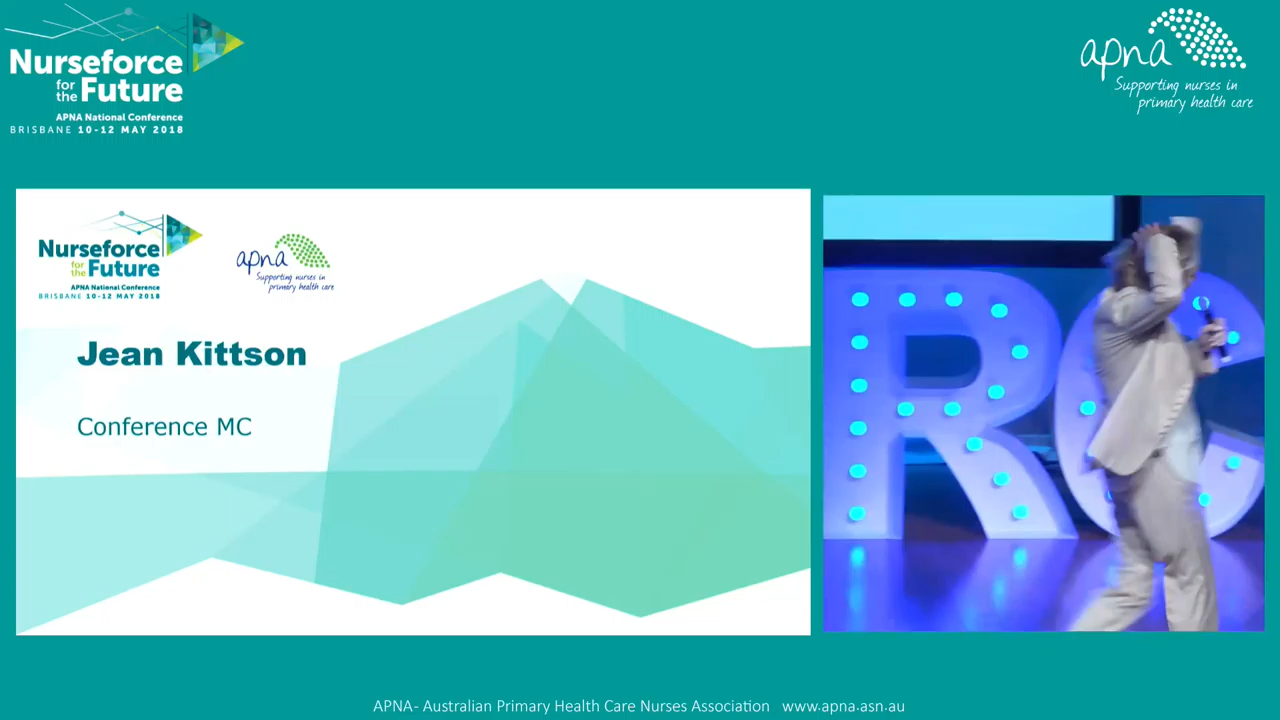 Nurseforce
for the Future
APNA National Conference
BRISBANE 10-12 MAY 2018
apna
Supporting nurses in
primary health care
Nurseforce
for the Future
APNA National Conference
BRISBANE 10-12 MAY 2018
apna
Supporting nurses in
primary health care
Jean Kittson
Conference MC
RC
APNA- Australian Primary Health Care Nurses Association www.apna.asn.au